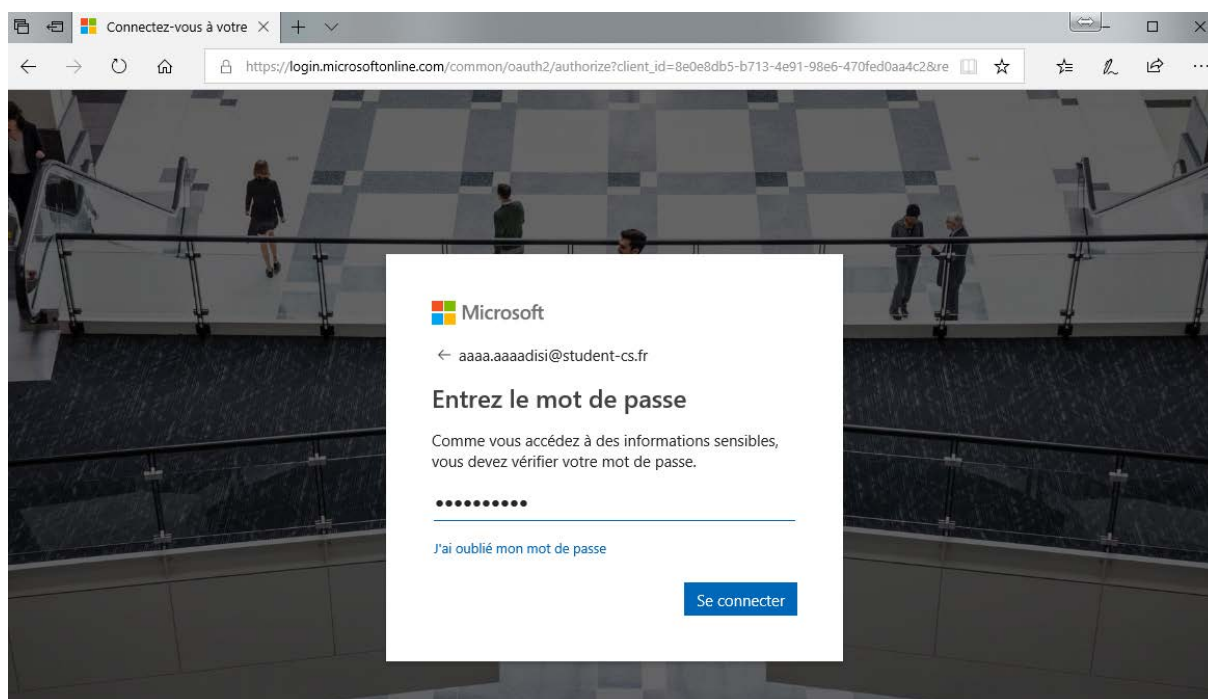 Connectez-vous à votre
https://login.microsoftonline.com/common/oauth2/authorize?client_id=8e0e8db5-b713-4e91-98e6-470fed0aa4c2&re
Microsoft
← aaaa.aaaadisi@student-cs.fr
Entrez le mot de passe
Comme vous accédez à des informations sensibles,
vous devez vérifier votre mot de passe.
••••••••••
J'ai oublié mon mot de passe
Se connecter